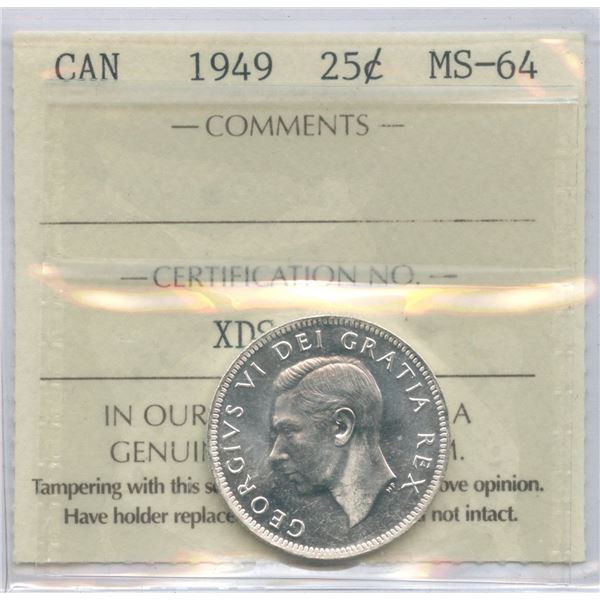 CAN 1949 25¢ MS-64
— COMMENTS —
— CERTIFICATION NO. —
XDS
IN OUR A
GENUIN M.
Tampering with this se ove opinion.
Have holder replace not intact.
GEORGIVS VI DEI GRATIA REX